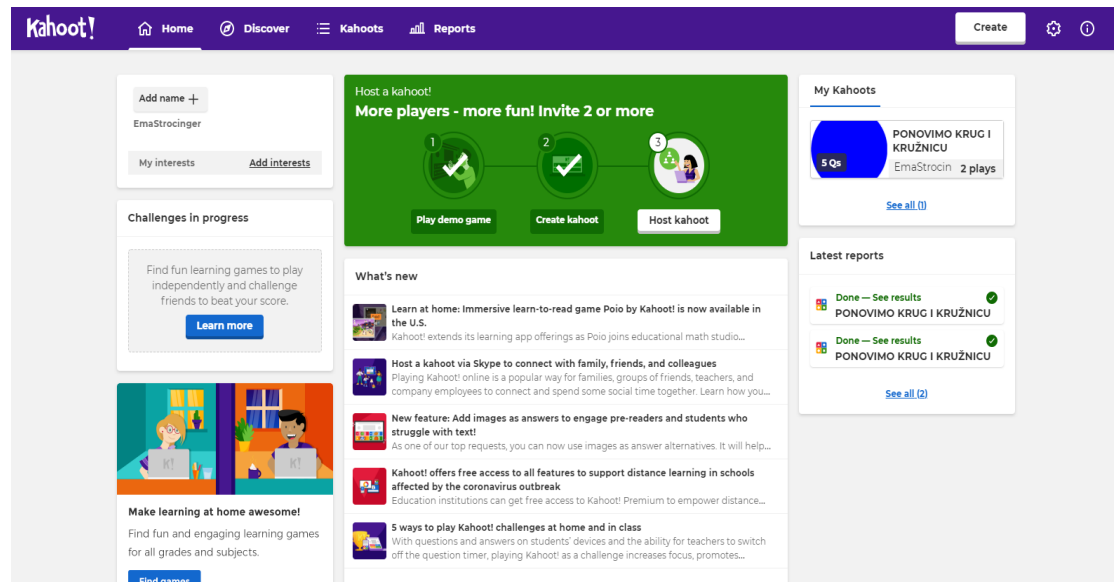 Kahoot!
Home
Discover
Kahoots
Reports
Create
Add name
EmaStrocinger
My interests
Add interests
Challenges in progress
Find fun learning games to play
independently and challenge
friends to beat your score.
Learn more
K!
K!
Make learning at home awesome!
Find fun and engaging learning games
for all grades and subjects.
Find games
Host a kahoot!
More players - more fun! Invite 2 or more
1
2
3
Play demo game
Create kahoot
Host kahoot
What's new
Learn at home: Immersive learn-to-read game Poio by Kahoot! is now available in
the U.S.
Kahoot! extends its learning app offerings as Poio joins educational math studio...
Host a kahoot via Skype to connect with family, friends, and colleagues
Playing Kahoot! online is a popular way for families, groups of friends, teachers, and
company employees to connect and spend some social time together. Learn how you...
New feature: Add images as answers to engage pre-readers and students who
struggle with text!
As one of our top requests, you can now use images as answer alternatives. It will help...
Kahoot! offers free access to all features to support distance learning in schools
affected by the coronavirus outbreak
Education institutions can get free access to Kahoot! Premium to empower distance...
5 ways to play Kahoot! challenges at home and in class
With questions and answers on students' devices and the ability for teachers to switch
off the question timer, playing Kahoot! as a challenge increases focus, promotes...
My Kahoots
PONOVIMO KRUG I
KRUŽNICU
5 Qs
EmaStrocin
2 plays
See all (1)
Latest reports
Done — See results
PONOVIMO KRUG I KRUŽNICU
Done — See results
PONOVIMO KRUG I KRUŽNICU
See all (2)